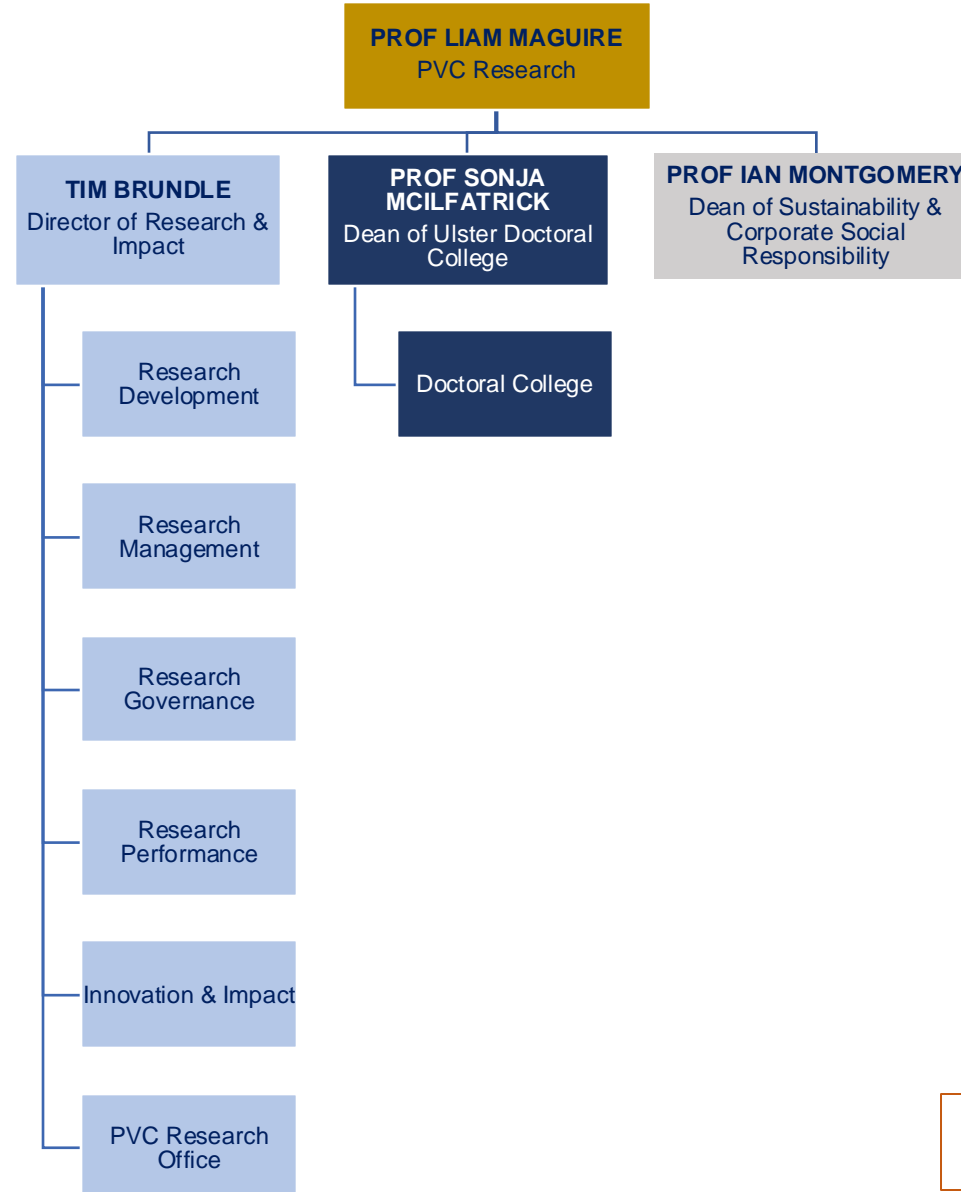 PROF LIAM MAGUIRE
PVC Research
TIM BRUNDLE
Director of Research &
Impact
PROF SONJA
MCILFATRICK
Dean of Ulster Doctoral
College
PROF IAN MONTGOMERY
Dean of Sustainability &
Corporate Social
Responsibility
Research
Development
Doctoral College
Research
Management
Research
Governance
Research
Performance
Innovation & Impact
PVC Research
Office